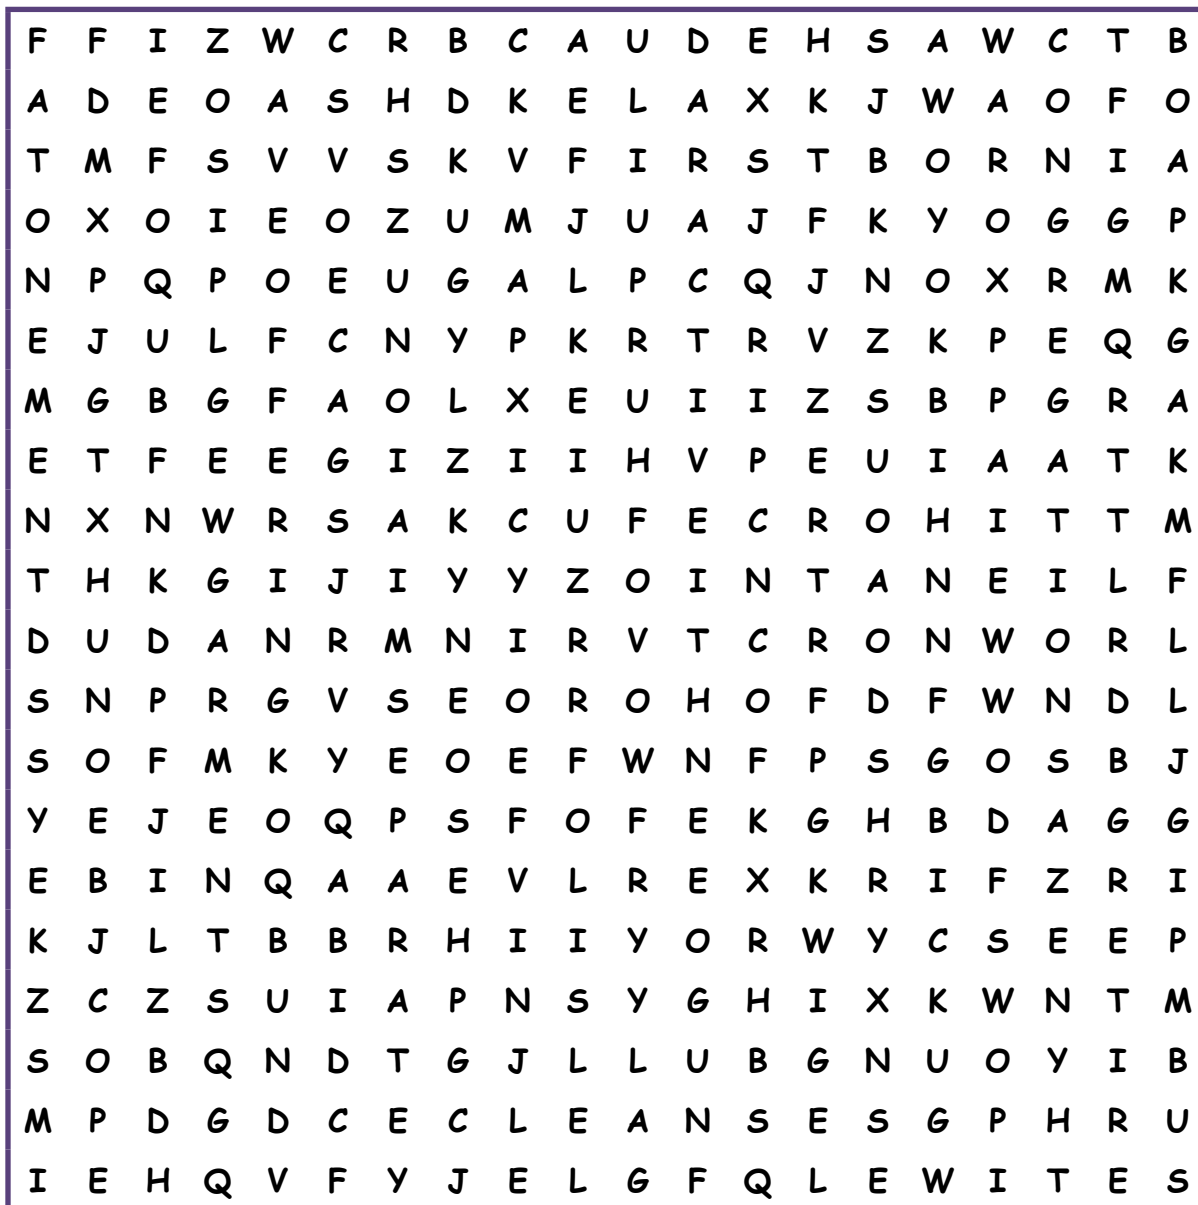 F F I Z W C R B C A U D E H S A W C T B
A D E O A S H D K E L A X K J W A O F O
T M F S V V S K V F I R S T B O R N I A
O X O I E O Z U M J U A J F K Y O G G P
N P Q P O E U G A L P C Q J N O X R M K
E J U L F C N Y P K R T R V Z K P E Q G
M G B G F A O L X E U I I Z S B P G R A
E T F E E G I Z I I H V P E U I A A T K
N X N W R S A K C U F E C R O H I T T M
T H K G I J I Y Y Z O I N T A N E I L F
D U D A N R M N I R V T C R O N W O R L
S N P R G V S E O R O H O F D F W N D L
S O F M K Y E O E F W N F P S G O S B J
Y E J E O Q P S F O F E K G H B D A G G
E B I N Q A A E V L R E X K R I F Z R I
K J L T B B R H I I Y O R W Y C S E E P
Z C Z S U I A P N S Y G H I X K W N T M
S O B Q N D T G J L L U B G N U O Y I B
M P D G D C E C L E A N S E S G P H R U
I E H Q V F Y J E L G F Q L E W I T E S